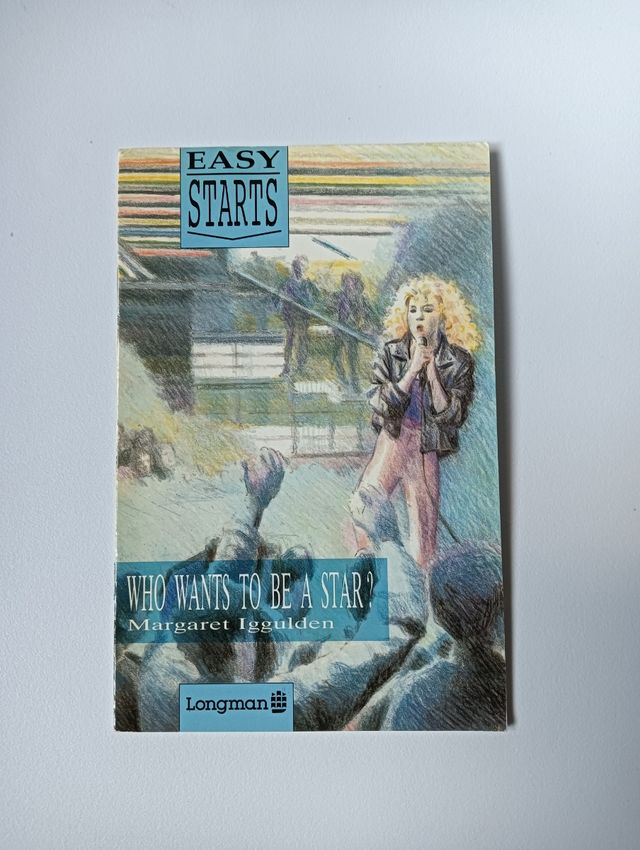 EASY
STARTS
WHO WANTS TO BE A STAR?
Margaret Iggulden
Longman